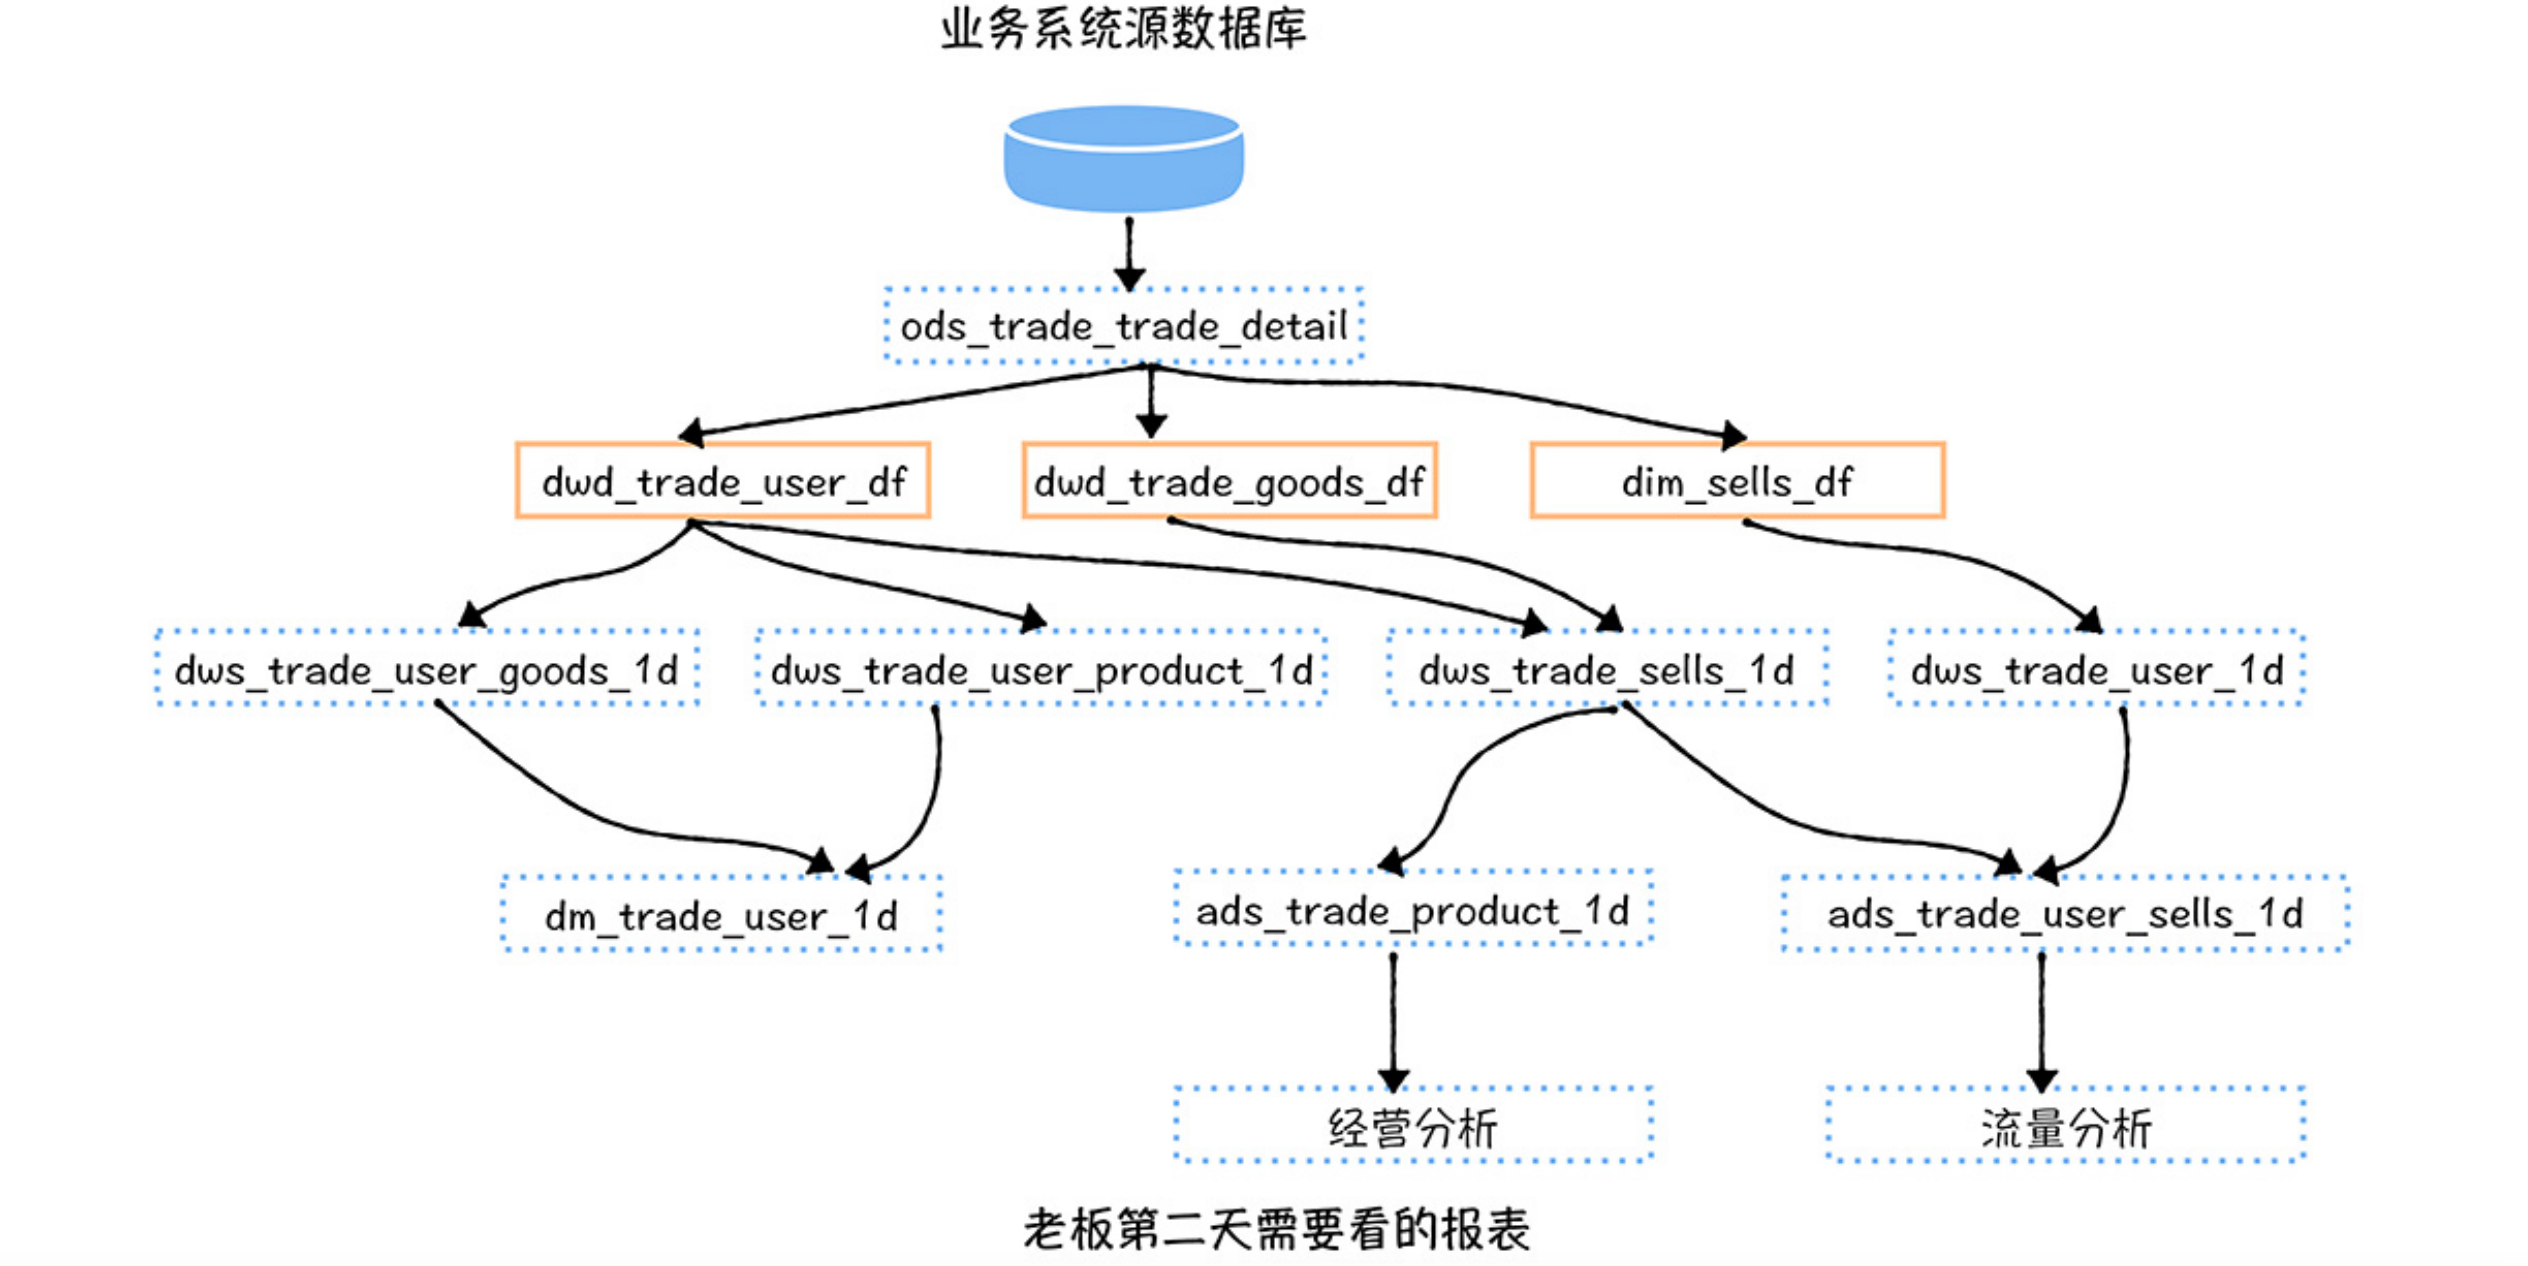 业务系统源数据库
ods_trade_trade_detail
dwd_trade_user_df
dwd_trade_goods_df
dim_sells_df
dws_trade_user_goods_1d
dws_trade_user_product_1d
dws_trade_sells_1d
dws_trade_user_1d
dm_trade_user_1d
ads_trade_product_1d
ads_trade_user_sells_1d
经营分析
流量分析
老板第二天需要看的报表